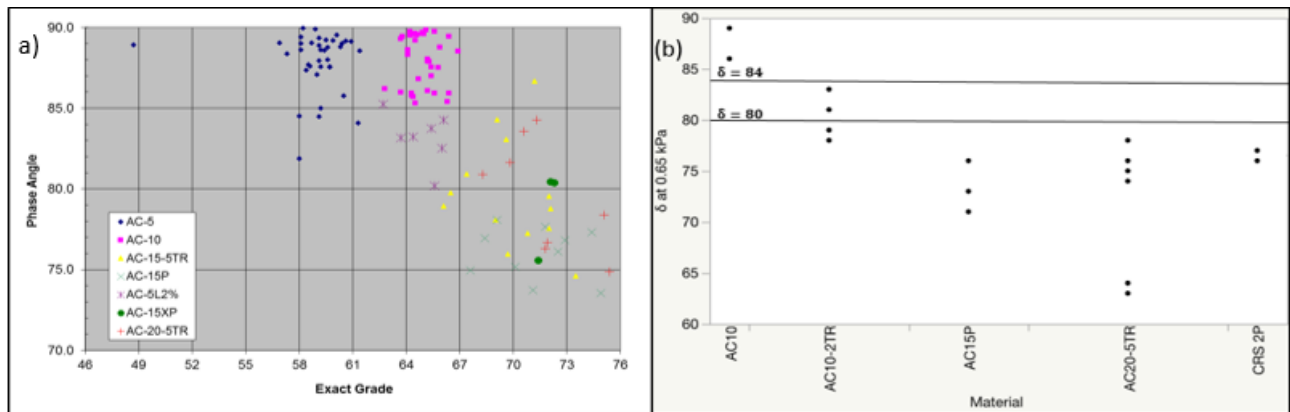 a)
Phase Angle
90.0
85.0
80.0
75.0
70.0
AC-5
AC-10
AC-15-5TR
AC-15P
AC-5L2%
AC-15XP
AC-20-5TR
46 49 52 55 58 61 64 67 70 73 76
Exact Grade
(b)
δ at 0.65 kPa
90
85
80
75
70
65
60
δ = 84
δ = 80
AC10
AC10-2TR
AC15P
AC20-5TR
CRS 2P
Material